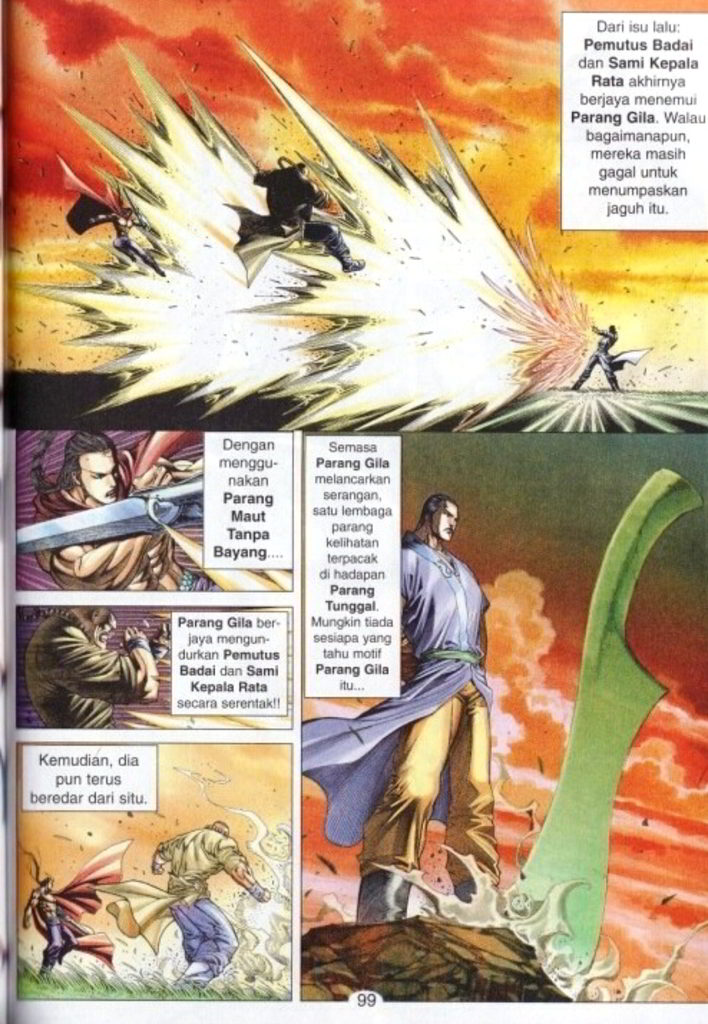 Dari isu lalu:
Pemutus Badai
dan Sami Kepala
Rata akhirnya
berjaya menemui
Parang Gila. Walau
bagaimanapun,
mereka masih
gagal untuk
menumpaskan
jaguh itu.
Dengan
menggu-
nakan
Parang
Maut
Tanpa
Bayang....
Parang Gila ber-
jaya mengun-
durkan Pemutus
Badai dan Sami
Kepala Rata
secara serentak!!
Kemudian, dia
pun terus
beredar dari situ.
Semasa
Parang Gila
melancarkan
serangan,
satu lembaga
parang
kelihatan
terpacak
di hadapan
Parang
Tunggal.
Mungkin tiada
sesiapa yang
tahu motif
Parang Gila
itu...
99